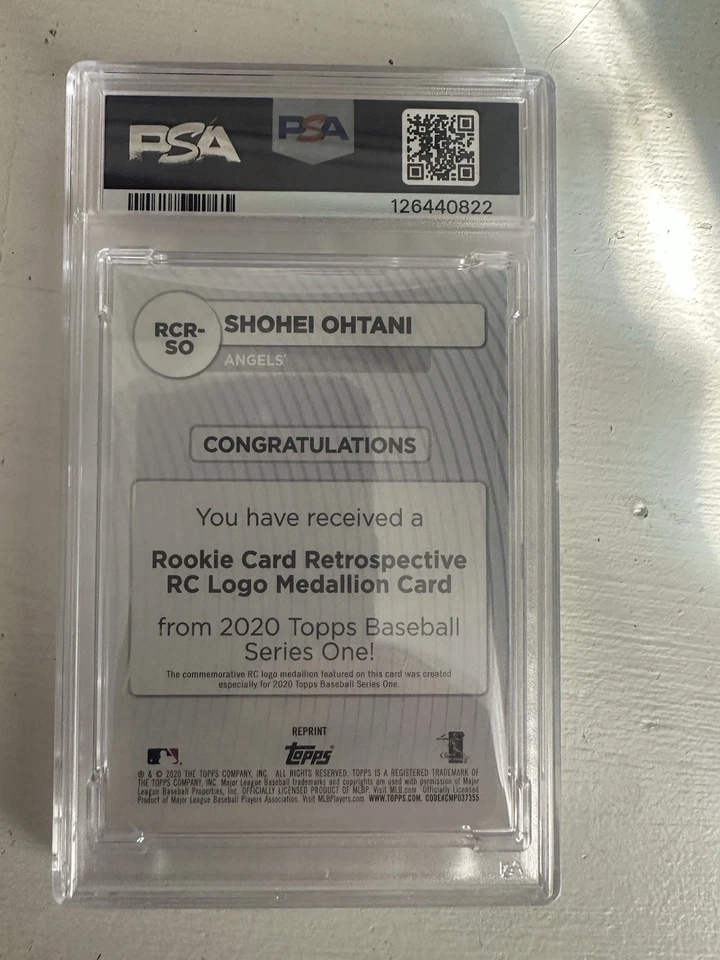 PSA
PSA
126440822
RCR-
SO
SHOHEI OHTANI
ANGELS®
CONGRATULATIONS
You have received a
Rookie Card Retrospective
RC Logo Medallion Card
from 2020 Topps Baseball
Series One!
The commemorative RC logo medallion featured on this card was created
especially for 2020 Topps Baseball Series One.
REPRINT
topps®
® & © 2020 THE TOPPS COMPANY, INC. ALL RIGHTS RESERVED. TOPPS IS A REGISTERED TRADEMARK OF
THE TOPPS COMPANY, INC. Major League Baseball trademarks and copyrights are used with permission of Major
League Baseball Properties, Inc. OFFICIALLY LICENSED PRODUCT OF MLBP. Visit MLB.com Officially Licensed
Product of Major League Baseball Players Association. Visit MLBPlayers.com. WWW.TOPPS.COM. CODE#CMP037355
PSA